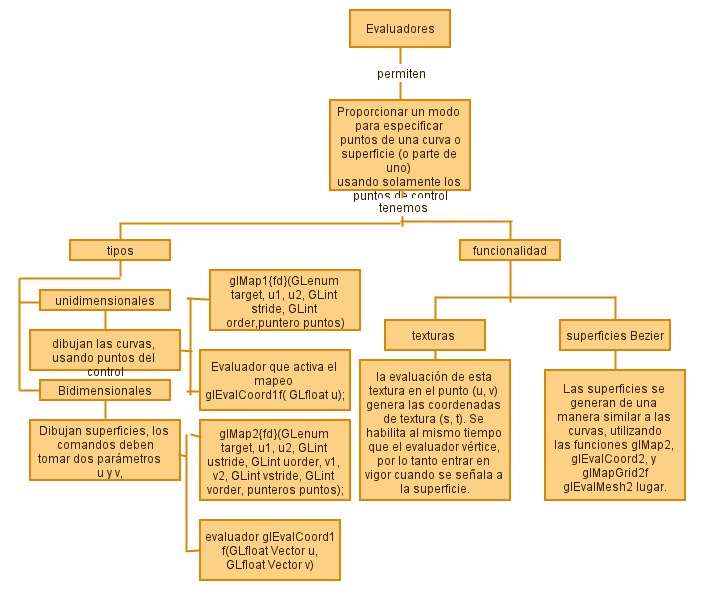 Evaluadores
permiten
Proporcionar un modo
para especificar
puntos de una curva o
superficie (o parte de
uno)
usando solamente los
puntos de control
tenemos
tipos
funcionalidad
unidimensionales
dibujan las curvas,
usando puntos del
control
Bidimensionales
Dibujan superficies, los
comandos deben
tomar dos parámetros
u y v,
glMap1{fd}(GLenum
target, u1, u2, GLint
stride, GLint
order,puntero puntos)
Evaluador que activa el
mapeo
glEvalCoord1f( GLfloat u);
glMap2{fd}(GLenum
target, u1, u2, GLint
ustride, GLint uorder, v1,
v2, GLint vstride, GLint
vorder, punteros puntos);
evaluador glEvalCoord1
f(GLfloat Vector u,
GLfloat Vector v)
texturas
la evaluación de esta
textura en el punto (u, v)
genera las coordenadas
de textura (s, t). Se
habilita al mismo tiempo
que el evaluador vértice,
por lo tanto entrar en
vigor cuando se señala a
la superficie.
superficies Bezier
Las superficies se
generan de una
manera similar a las
curvas, utilizando
las funciones glMap2,
glEvalCoord2, y
glMapGrid2f
glEvalMesh2 lugar.